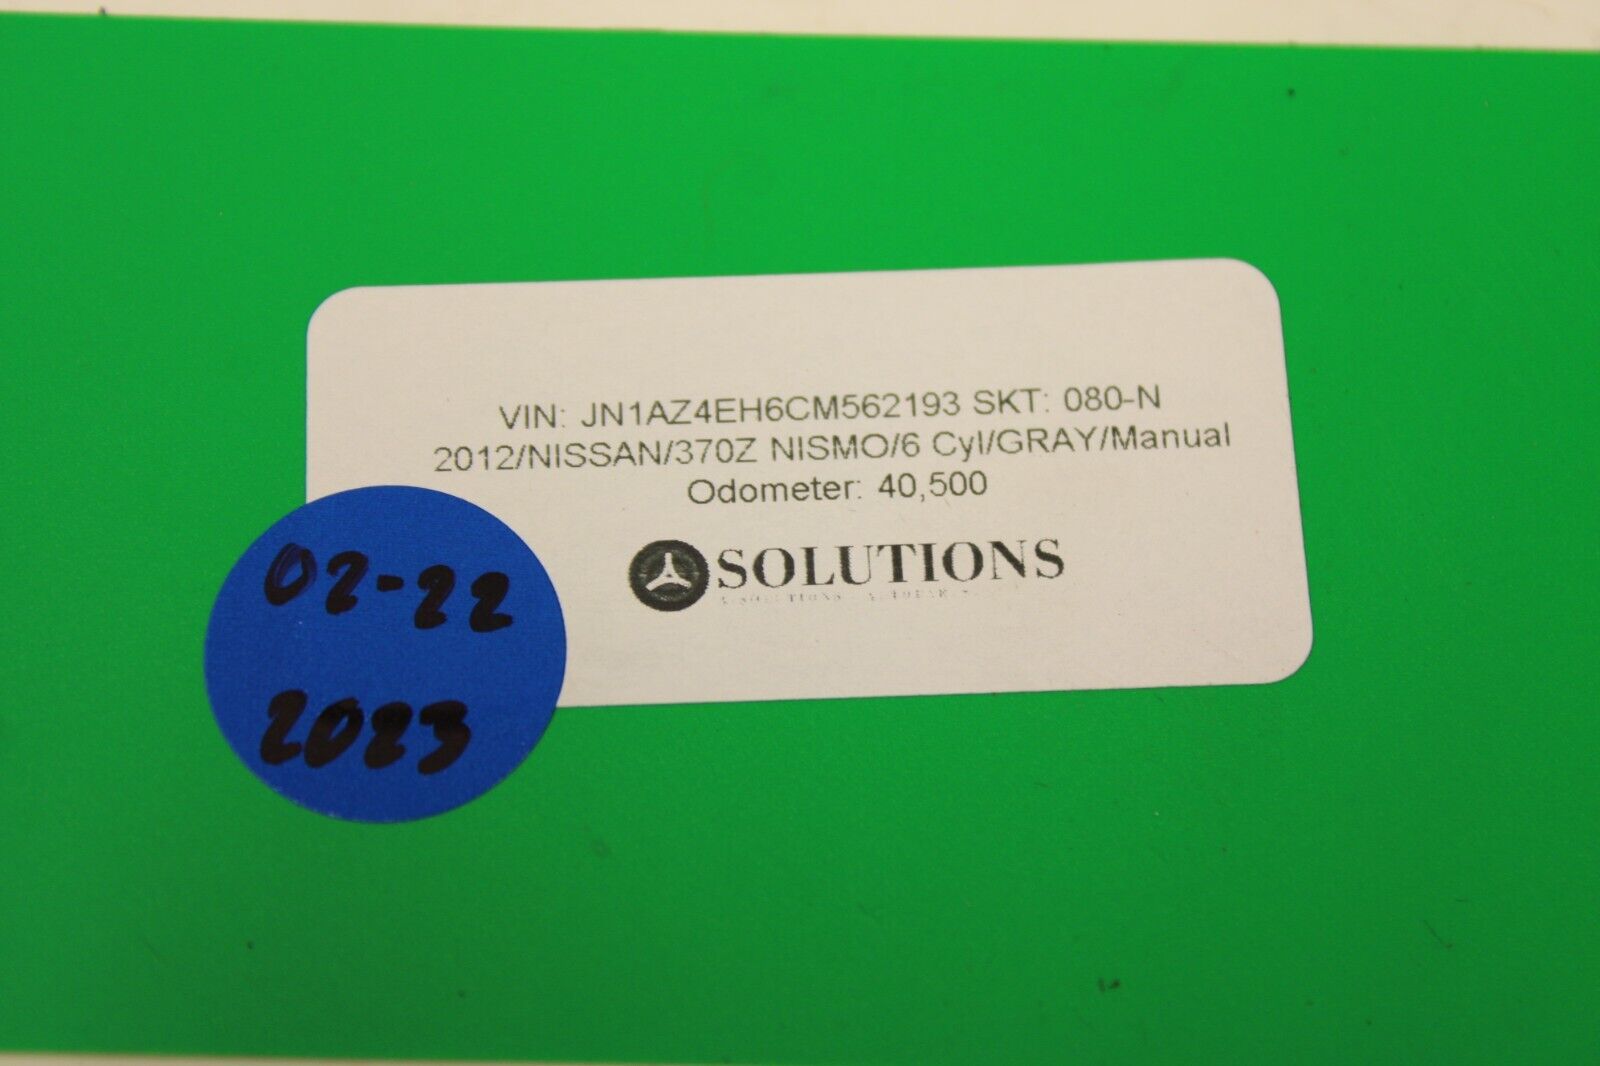 VIN: JN1AZ4EH6CM562193 SKT: 080-N
2012/NISSAN/370Z NISMO/6 Cyl/GRAY/Manual
Odometer: 40,500
SOLUTIONS
02-22
2023